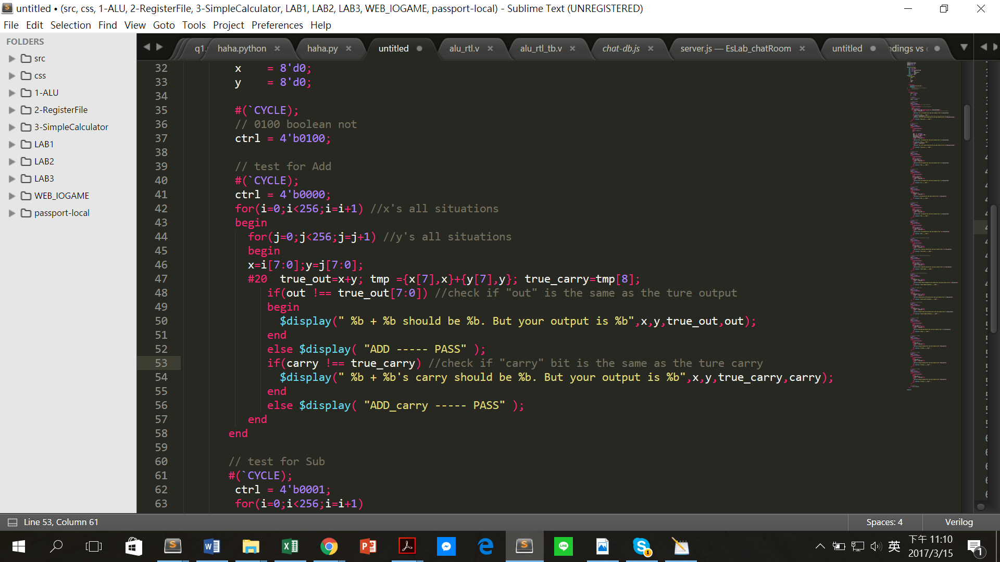 untitled • (src, css, 1-ALU, 2-RegisterFile, 3-SimpleCalculator, LAB1, LAB2, LAB3, WEB_IOGAME, passport-local) - Sublime Text (UNREGISTERED)
File Edit Selection Find View Goto Tools Project Preferences Help
FOLDERS
src
css
1-ALU
2-RegisterFile
3-SimpleCalculator
LAB1
LAB2
LAB3
WEB_IOGAME
passport-local
q1. haha.python haha.py untitled alu_rtl.v alu_rtl_tb.v chat-db.js server.js — EsLab_chatRoom untitled ndings vs
32 x = 8'd0;
33 y = 8'd0;
34
35 #(`CYCLE);
36 // 0100 boolean not
37 ctrl = 4'b0100;
38
39 // test for Add
40 #(`CYCLE);
41 ctrl = 4'b0000;
42 for(i=0;i<256;i=i+1) //x's all situations
43 begin
44 for(j=0;j<256;j=j+1) //y's all situations
45 begin
46 x=i[7:0];y=j[7:0];
47 #20 true_out=x+y; tmp ={x[7],x}+{y[7],y}; true_carry=tmp[8];
48 if(out !== true_out[7:0]) //check if "out" is the same as the ture output
49 begin
50 $display(" %b + %b should be %b. But your output is %b",x,y,true_out,out);
51 end
52 else $display( "ADD ----- PASS" );
53 if(carry !== true_carry) //check if "carry" bit is the same as the ture carry
54 $display(" %b + %b's carry should be %b. But your output is %b",x,y,true_carry,carry);
55 end
56 else $display( "ADD_carry ----- PASS" );
57 end
58 end
59
60 // test for Sub
61 #(`CYCLE);
62 ctrl = 4'b0001;
63 for(i=0;i<256;i=i+1)
Line 53, Column 61
Spaces: 4
Verilog
英
下午 11:10
2017/3/15
1